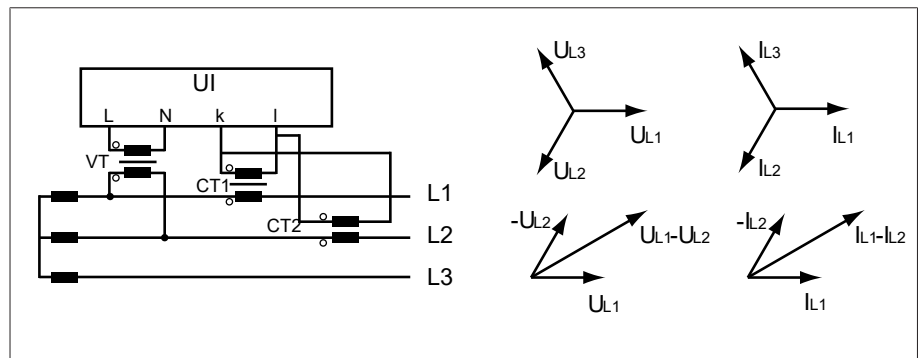 UI
L N k l
VT
CT1
CT2
L1
L2
L3
UL3
UL1
UL2
IL3
IL1
IL2
-UL2
UL1-UL2
UL1
-IL2
IL1-IL2
IL1